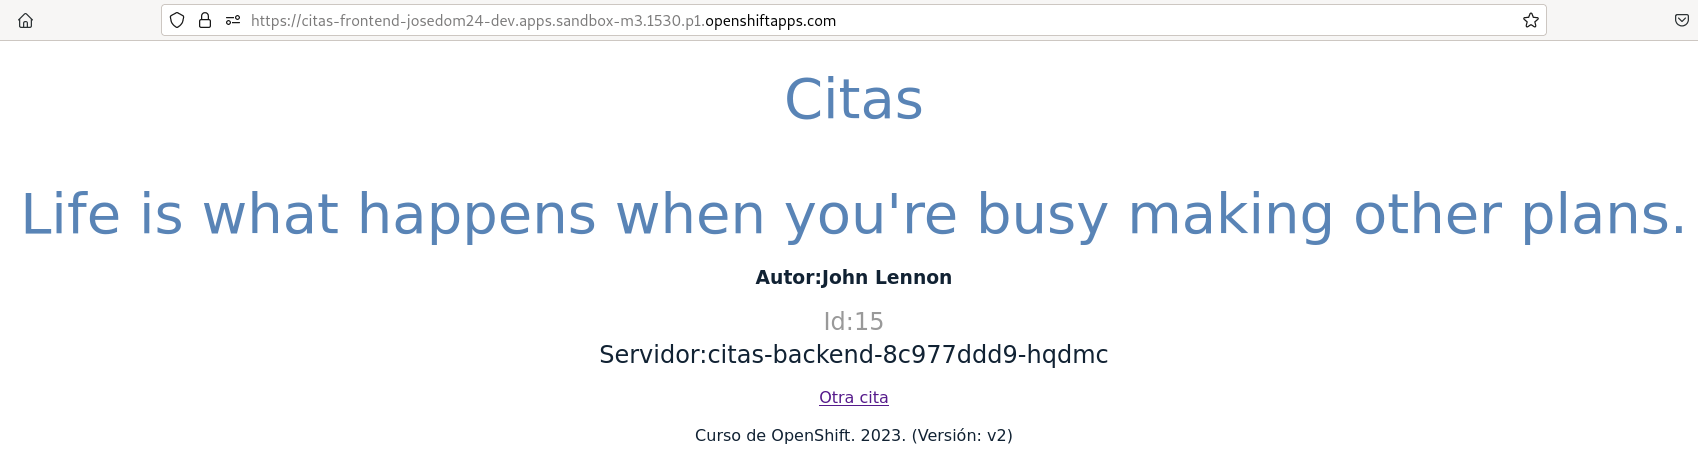 https://citas-frontend-josedom24-dev.apps.sandbox-m3.1530.p1.openshiftapps.com
Citas
Life is what happens when you're busy making other plans.
Autor:John Lennon
Id:15
Servidor:citas-backend-8c977ddd9-hqdmc
Otra cita
Curso de OpenShift. 2023. (Versión: v2)